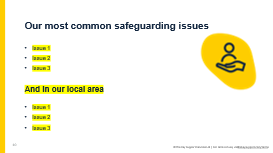 Our most common safeguarding issues
• Issue 1
• Issue 2
• Issue 3
And in our local area
• Issue 1
• Issue 2
• Issue 3